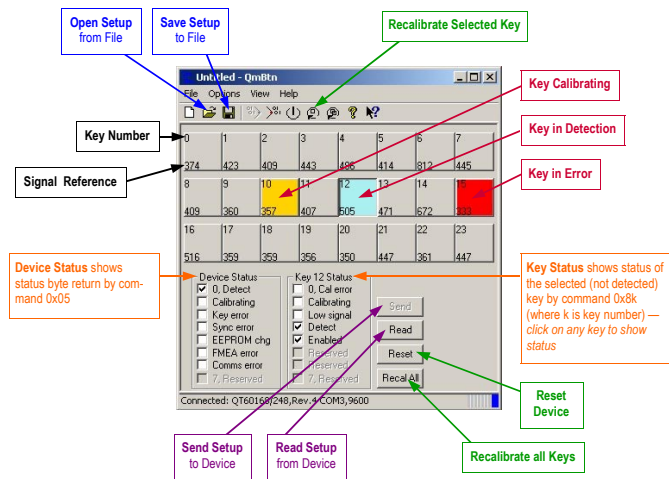 Open Setup
from File
Save Setup
to File
Recalibrate Selected Key
Untitled - QmBtn
File Options View Help
Key Calibrating
Key Number
0 1 2 3 4 5 6 7
Key in Detection
374 423 409 443 486 414 812 445
Signal Reference
Key in Error
8 9 10 11 12 13 14 15
409 360 357 407 505 471 672 333
16 17 18 19 20 21 22 23
516 359 359 356 350 447 361 447
Device Status shows
status byte return by com-
mand 0x05
Device Status
0, Detect
Calibrating
Key error
Sync error
EEPROM chg
FMEA error
Comms error
7, Reserved
Key 12 Status
0, Cal error
Calibrating
Low signal
Detect
Enabled
Reserved
Reserved
7, Reserved
Send
Read
Reset
Recal All
Key Status shows status of
the selected (not detected)
key by command 0x8k
(where k is key number) —
click on any key to show
status
Connected: QT60168/248,Rev.4 COM3,9600
Reset
Device
Send Setup
to Device
Read Setup
from Device
Recalibrate all Keys